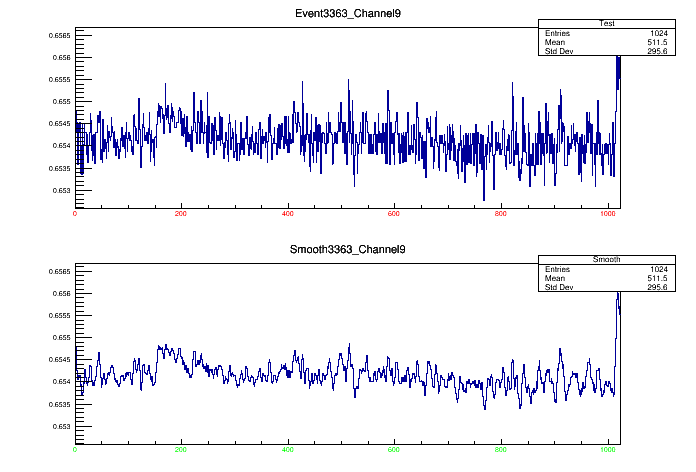 Event3363_Channel9
Test
Entries 1024
Mean 511.5
Std Dev 295.6
0.6565
0.656
0.6555
0.655
0.6545
0.654
0.6535
0.653
0 200 400 600 800 1000
Smooth3363_Channel9
Smooth
Entries 1024
Mean 511.5
Std Dev 295.6
0.6565
0.656
0.6555
0.655
0.6545
0.654
0.6535
0.653
0 200 400 600 800 1000